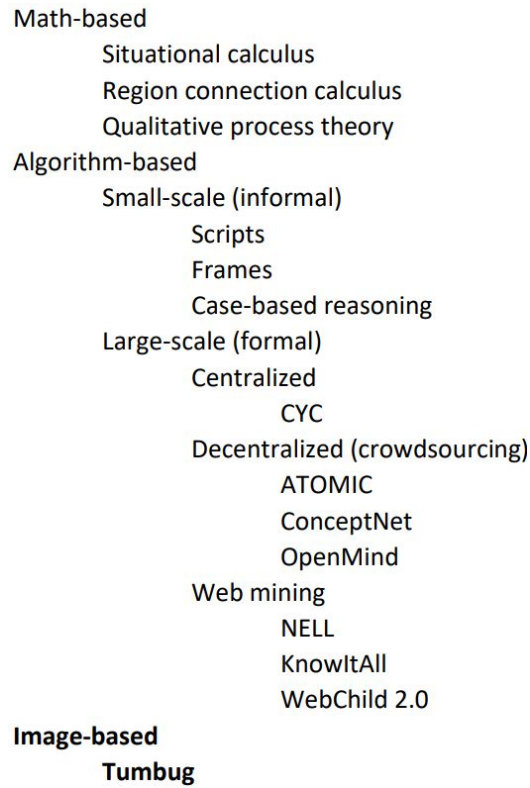 Math-based
Situational calculus
Region connection calculus
Qualitative process theory
Algorithm-based
Small-scale (informal)
Scripts
Frames
Case-based reasoning
Large-scale (formal)
Centralized
CYC
Decentralized (crowdsourcing)
ATOMIC
ConceptNet
OpenMind
Web mining
NELL
KnowItAll
WebChild 2.0
Image-based
Tumbug